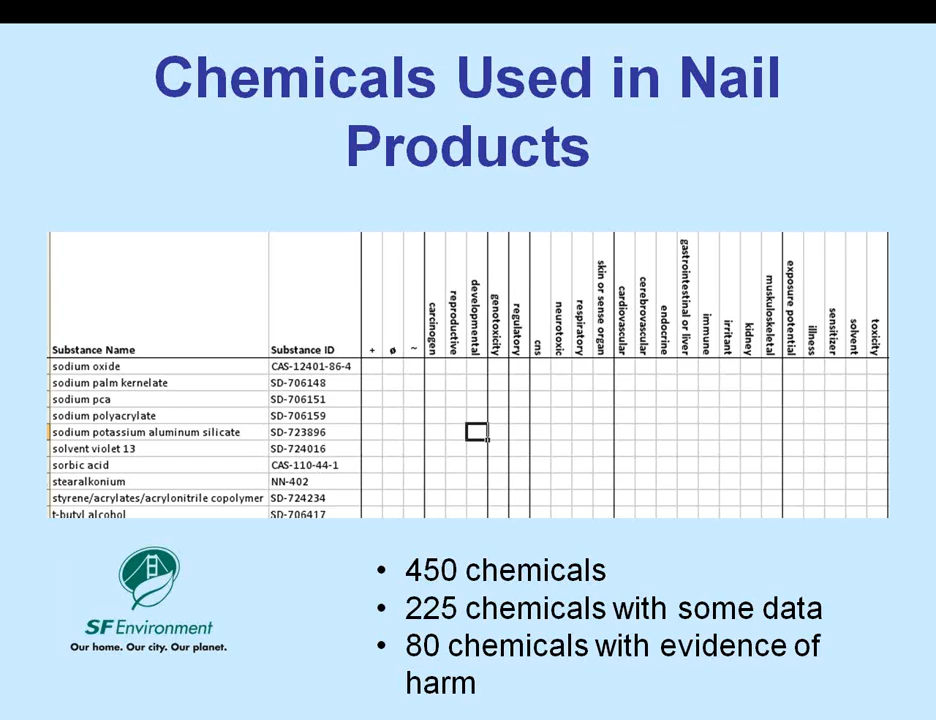 Chemicals Used in Nail
Products
Substance Name Substance ID + ø ~ carcinogen reproductive developmental genotoxicity regulatory cns neurotoxic respiratory skin or sense organ cardiovascular cerebrovascular endocrine gastrointestinal or liver immune irritant kidney muskuloskeletal exposure potential illness sensitizer solvent toxicity
sodium oxide CAS-12401-86-4
sodium palm kernelate SD-706148
sodium pca SD-706151
sodium polyacrylate SD-706159
sodium potassium aluminum silicate SD-723896
solvent violet 13 SD-724016
sorbic acid CAS-110-44-1
stearalkonium NN-402
styrene/acrylates/acrylonitrile copolymer SD-724234
t-butyl alcohol SD-706417
SF Environment
Our home. Our city. Our planet.
• 450 chemicals
• 225 chemicals with some data
• 80 chemicals with evidence of
harm